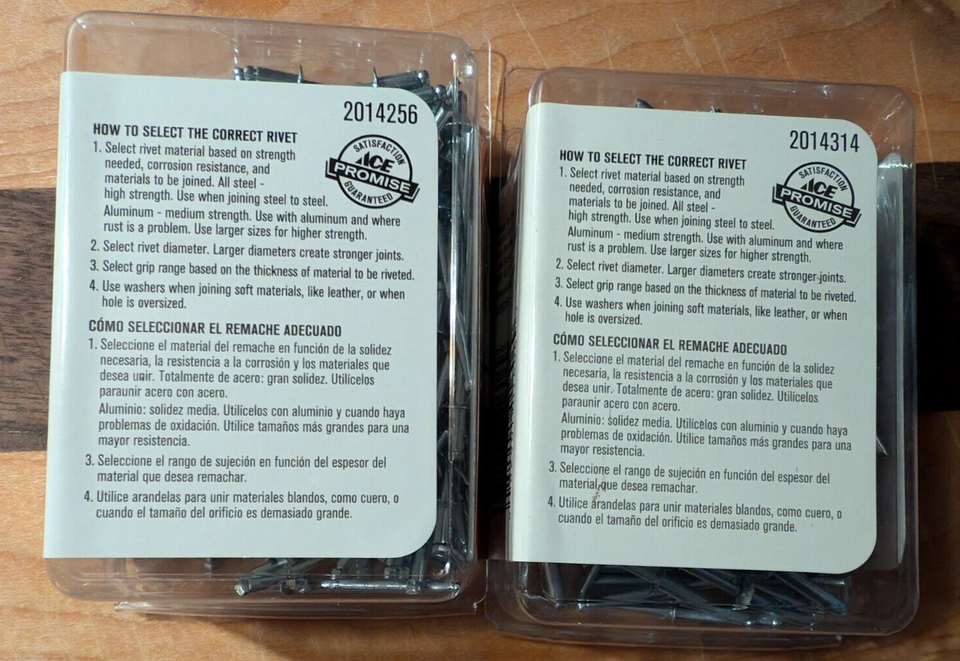 2014256
HOW TO SELECT THE CORRECT RIVET
1. Select rivet material based on strength
needed, corrosion resistance, and
materials to be joined. All steel -
high strength. Use when joining steel to steel.
Aluminum - medium strength. Use with aluminum and where
rust is a problem. Use larger sizes for higher strength.
2. Select rivet diameter. Larger diameters create stronger joints.
3. Select grip range based on the thickness of material to be riveted.
4. Use washers when joining soft materials, like leather, or when
hole is oversized.
SATISFACTION
ACE
PROMISE
GUARANTEED
CÓMO SELECCIONAR EL REMACHE ADECUADO
1. Seleccione el material del remache en función de la solidez
necesaria, la resistencia a la corrosión y los materiales que
desea unir. Totalmente de acero: gran solidez. Utilícelos
paraunir acero con acero.
Aluminio: solidez media. Utilícelos con aluminio y cuando haya
problemas de oxidación. Utilice tamaños más grandes para una
mayor resistencia.
3. Seleccione el rango de sujeción en función del espesor del
material que desea remachar.
4. Utilice arandelas para unir materiales blandos, como cuero, o
cuando el tamaño del orificio es demasiado grande.
2014314
HOW TO SELECT THE CORRECT RIVET
1. Select rivet material based on strength
needed, corrosion resistance, and
materials to be joined. All steel -
high strength. Use when joining steel to steel.
Aluminum - medium strength. Use with aluminum and where
rust is a problem. Use larger sizes for higher strength.
2. Select rivet diameter. Larger diameters create stronger joints.
3. Select grip range based on the thickness of material to be riveted.
4. Use washers when joining soft materials, like leather, or when
hole is oversized.
SATISFACTION
ACE
PROMISE
GUARANTEED
CÓMO SELECCIONAR EL REMACHE ADECUADO
1. Seleccione el material del remache en función de la solidez
necesaria, la resistencia a la corrosión y los materiales que
desea unir. Totalmente de acero: gran solidez. Utilícelos
paraunir acero con acero.
Aluminio: solidez media. Utilícelos con aluminio y cuando haya
problemas de oxidación. Utilice tamaños más grandes para una
mayor resistencia.
3. Seleccione el rango de sujeción en función del espesor del
material que desea remachar.
4. Utilice arandelas para unir materiales blandos, como cuero, o
cuando el tamaño del orificio es demasiado grande.